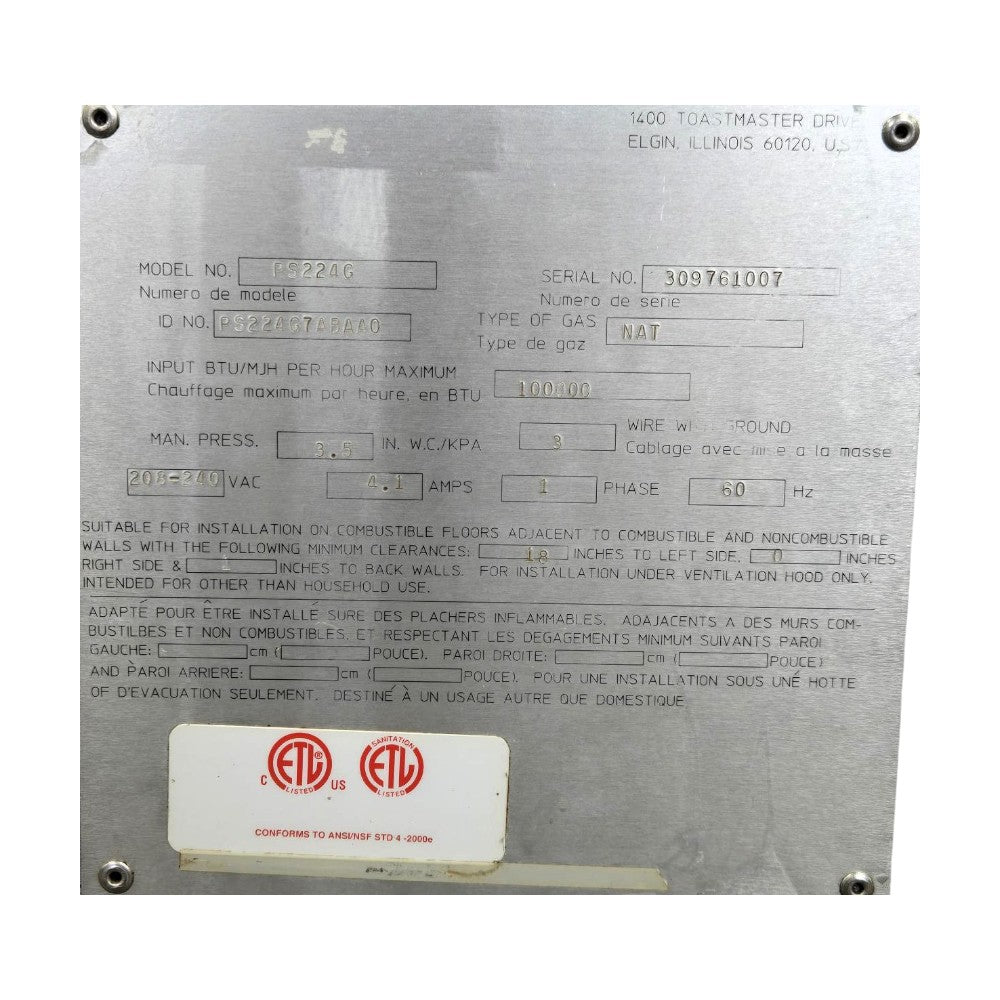 1400 TOASTMASTER DRIVE
ELGIN, ILLINOIS 60120, U.S.
MODEL NO. PS224G
Numero de modele
SERIAL NO. 309761007
Numero de serie
ID NO. PS224G7ABAA0
TYPE OF GAS NAT
Type de gaz
INPUT BTU/MJH PER HOUR MAXIMUM
Chauffage maximum par heure, en BTU 100000
MAN. PRESS. 3.5 IN. W.C./KPA
3 WIRE WITH GROUND
Cablage avec mise a la masse
208-240 VAC 4.1 AMPS 1 PHASE 60 Hz
SUITABLE FOR INSTALLATION ON COMBUSTIBLE FLOORS ADJACENT TO COMBUSTIBLE AND NONCOMBUSTIBLE
WALLS WITH THE FOLLOWING MINIMUM CLEARANCES: 18 INCHES TO LEFT SIDE, 0 INCHES
RIGHT SIDE & 1 INCHES TO BACK WALLS. FOR INSTALLATION UNDER VENTILATION HOOD ONLY.
INTENDED FOR OTHER THAN HOUSEHOLD USE.
ADAPTÉ POUR ÊTRE INSTALLÉ SURE DES PLACHERS INFLAMMABLES. ADAJACENTS A DES MURS COM-
BUSTILBES ET NON COMBUSTIBLES, ET RESPECTANT LES DEGAGEMENTS MINIMUM SUIVANTS PAROI
GAUCHE: cm ( POUCE). PAROI DROITE: cm ( POUCE)
AND PAROI ARRIERE: cm ( POUCE). POUR UNE INSTALLATION SOUS UNE HOTTE
OF D'EVACUATION SEULEMENT. DESTINÉ À UN USAGE AUTRE QUE DOMESTIQUE
C ETL ® US LISTED
SANITATION ETL LISTED
CONFORMS TO ANSI/NSF STD 4 -2000e